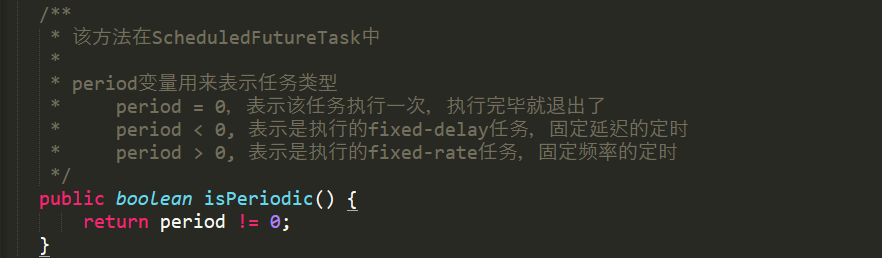 /**
 * 该方法在ScheduledFutureTask中
 *
 * period变量用来表示任务类型
 *     period = 0, 表示该任务执行一次, 执行完毕就退出了
 *     period < 0, 表示是执行的fixed-delay任务, 固定延迟的定时
 *     period > 0, 表示是执行的fixed-rate任务, 固定频率的定时
 */
public boolean isPeriodic() {
    return period != 0;
}